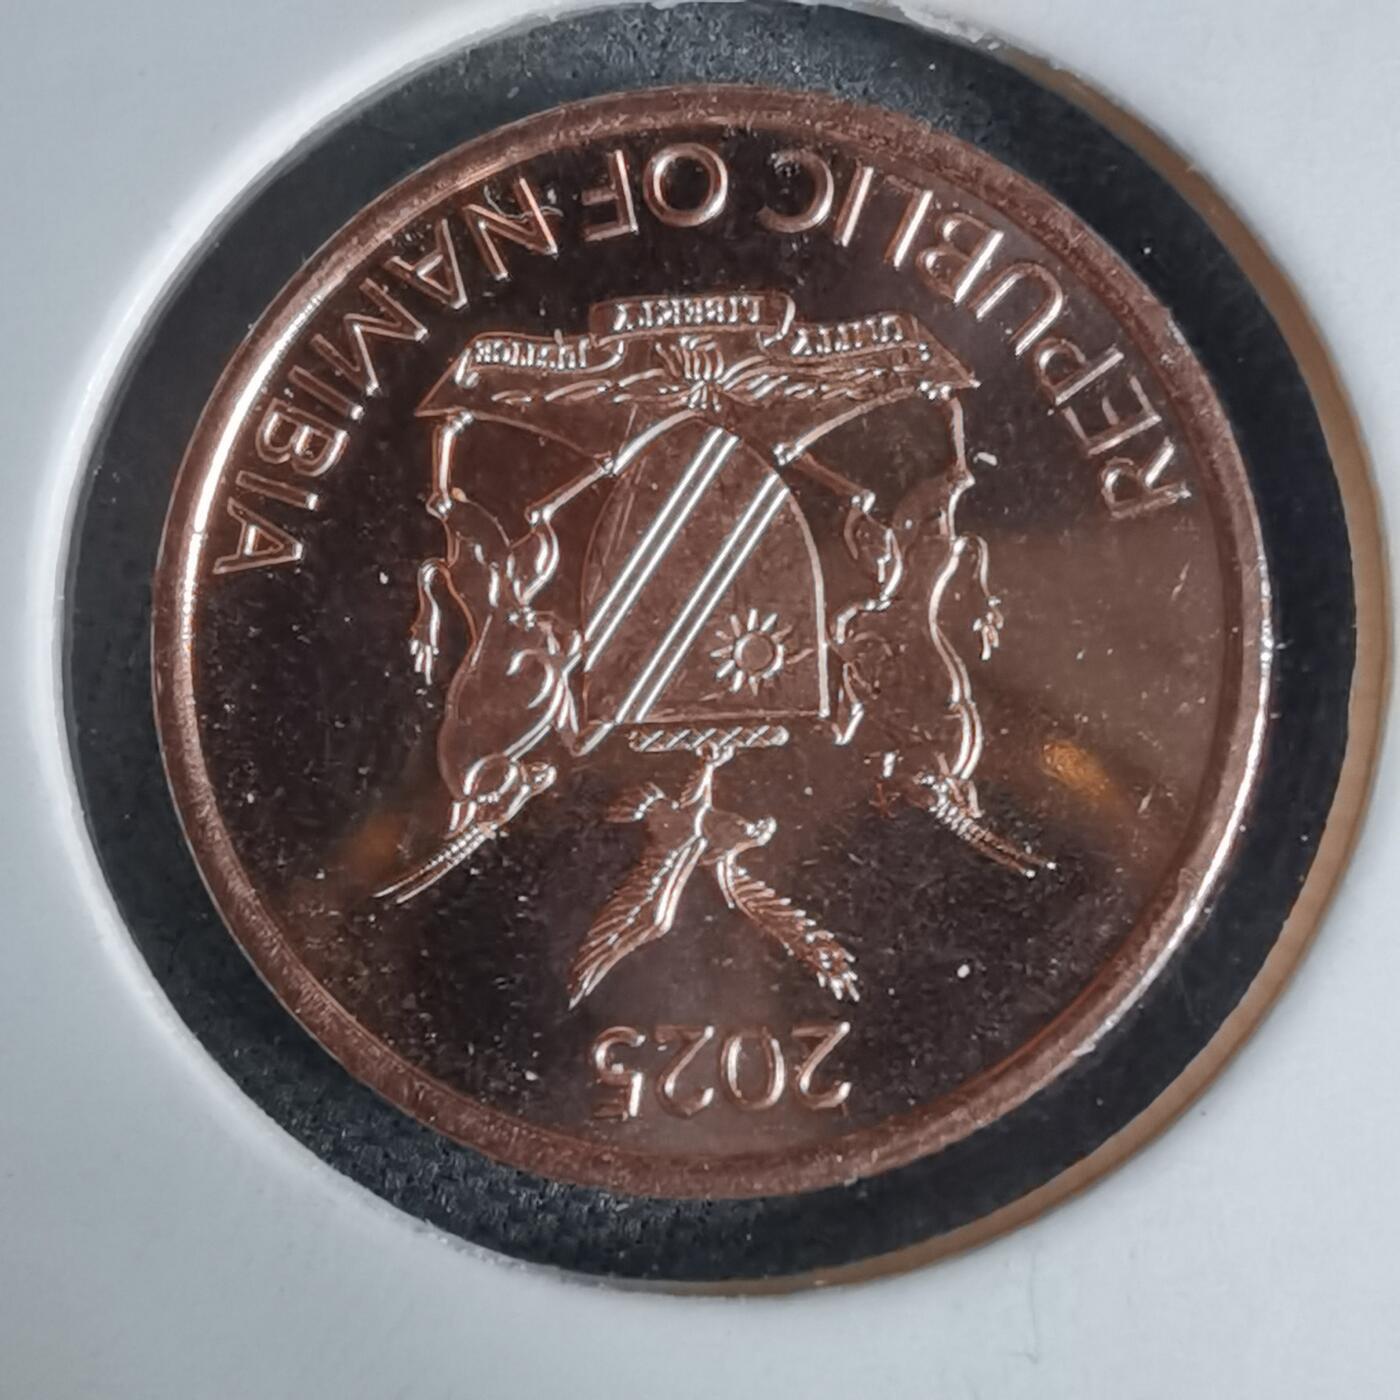 2025
UNITY LIBERTY JUSTICE
REPUBLIC OF NAMIBIA